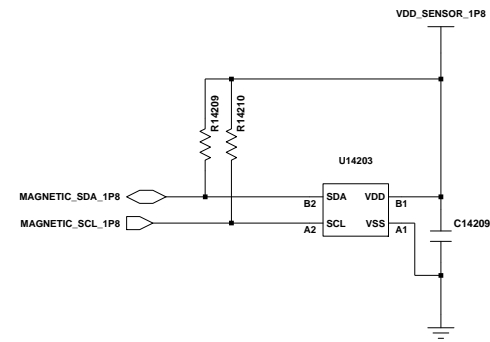 VDD_SENSOR_1P8
R14209
R14210
U14203
MAGNETIC_SDA_1P8
B2
SDA
VDD
B1
MAGNETIC_SCL_1P8
A2
SCL
VSS
A1
C14209